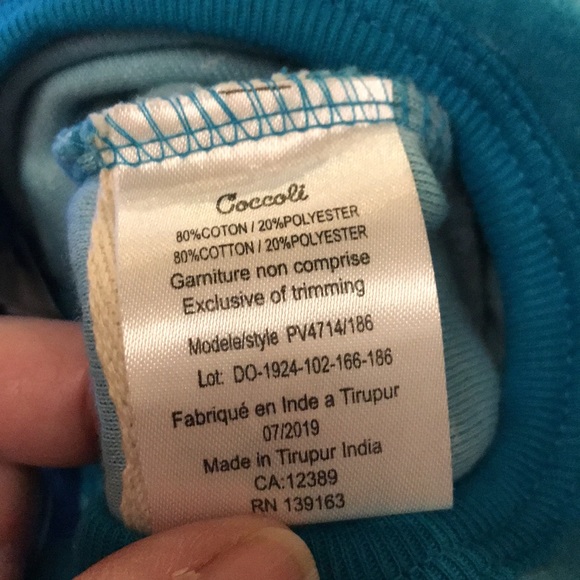 Coccoli
80%COTON / 20%POLYESTER
80%COTTON / 20%POLYESTER
Garniture non comprise
Exclusive of trimming
Modele/style PV4714/186
Lot: DO-1924-102-166-186
Fabriqué en Inde a Tirupur
07/2019
Made in Tirupur India
CA:12389
RN 139163